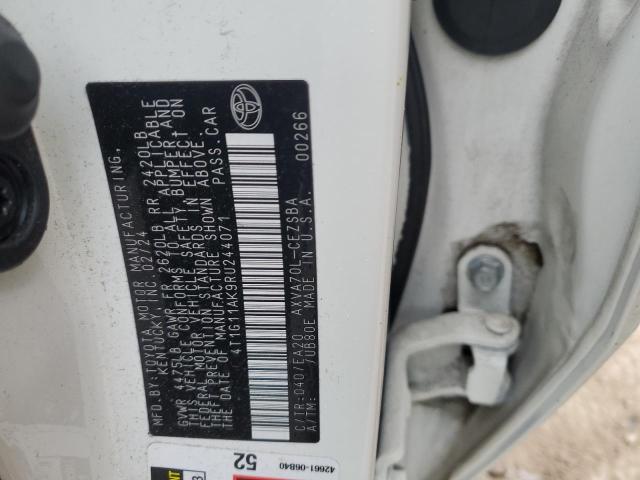 MFD.BY:TOYOTA MOTOR MANUFACTURING,
KENTUCKY, INC. 02/24
GVWR 4475LB GAWR FR 2620LB RR 2420LB
THIS VEHICLE CONFORMS TO ALL APPLICABLE
FEDERAL MOTOR VEHICLE SAFETY BUMPER AND
THEFT PREVENTION STANDARDS IN EFFECT ON
THE DATE OF MANUFACTURE SHOWN ABOVE.
4T1G11AK9RU244071 PASS.CAR
C/TR:040/EA20 AXVA70L-CEZSBA
A/TM: /UB80E MADE IN U.S.A. 00266
42661-06B40
52